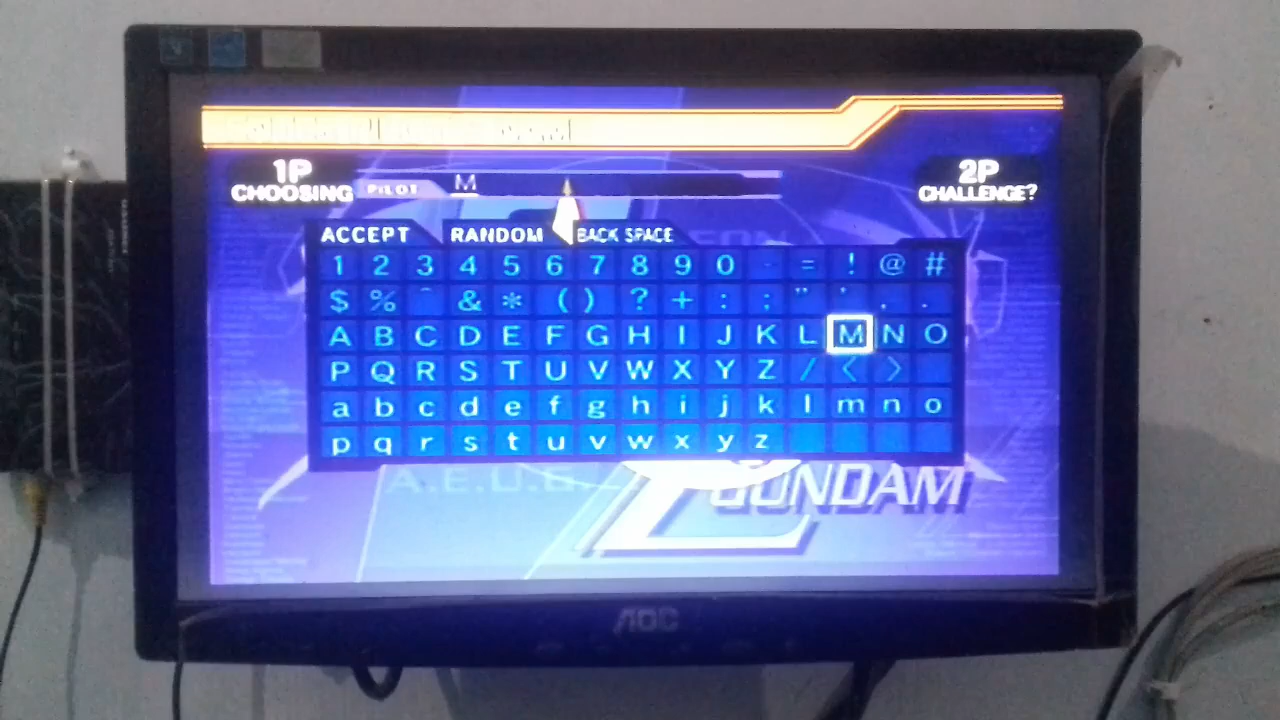 1P
CHOOSING
PILOT M
2P
CHALLENGE?
ACCEPT RANDOM BACK SPACE
1 2 3 4 5 6 7 8 9 0 - = ! @ #
$ % ^ & * ( ) ? + : ; " ' , .
A B C D E F G H I J K L M N O
P Q R S T U V W X Y Z / < >
a b c d e f g h i j k l m n o
p q r s t u v w x y z
A.E.U.G.
Z GUNDAM
AOC